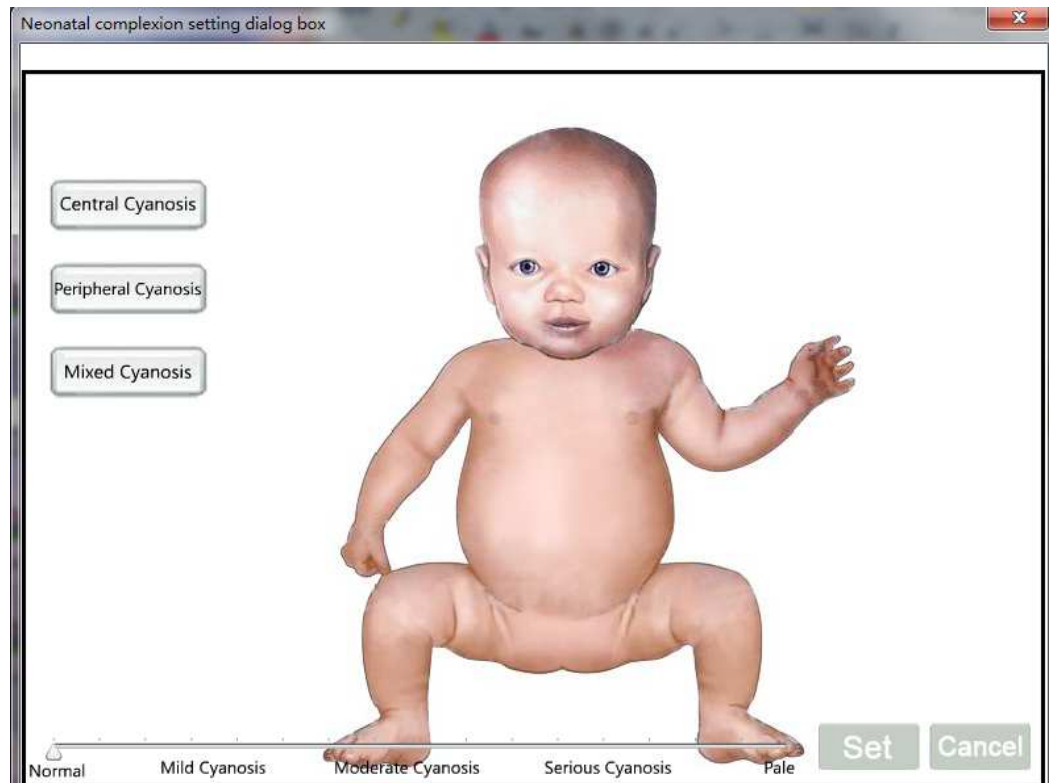 Neonatal complexion setting dialog box
Central Cyanosis
Peripheral Cyanosis
Mixed Cyanosis
Normal Mild Cyanosis Moderate Cyanosis Serious Cyanosis Pale
Set Cancel